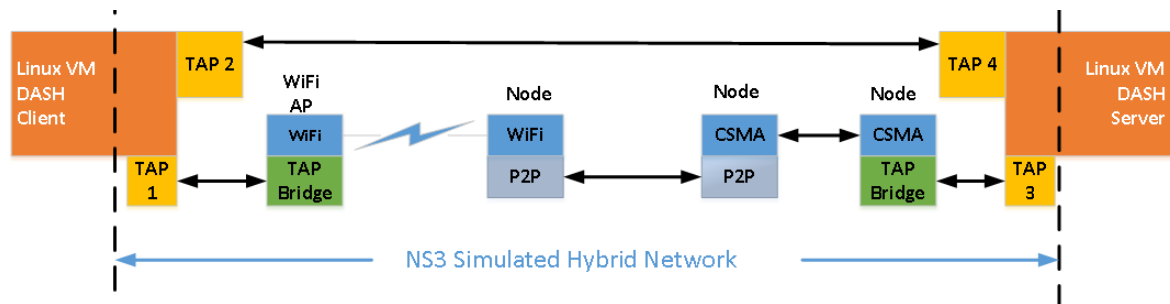 Linux VM
DASH
Client
TAP 2
TAP
1
WiFi
AP
WiFi
TAP
Bridge
Node
WiFi
P2P
Node
CSMA
P2P
Node
CSMA
TAP
Bridge
TAP 4
TAP
3
Linux VM
DASH
Server
NS3 Simulated Hybrid Network